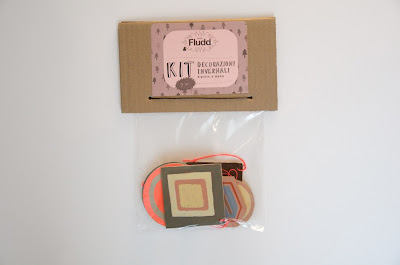 Fludd
&
KIT DECORAZIONI
INVERNALI